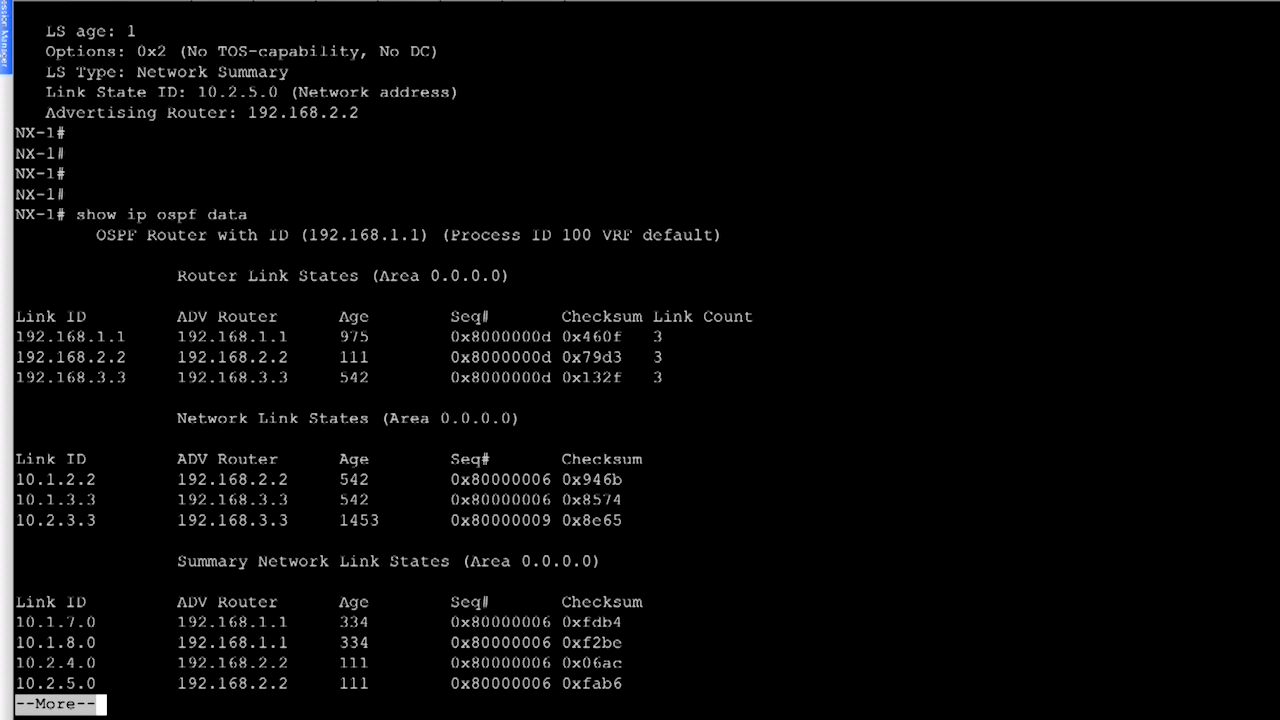 ssion Manager
LS age: 1
Options: 0x2 (No TOS-capability, No DC)
LS Type: Network Summary
Link State ID: 10.2.5.0 (Network address)
Advertising Router: 192.168.2.2
NX-1#
NX-1#
NX-1#
NX-1#
NX-1# show ip ospf data
OSPF Router with ID (192.168.1.1) (Process ID 100 VRF default)
Router Link States (Area 0.0.0.0)
Link ID ADV Router Age Seq# Checksum Link Count
192.168.1.1 192.168.1.1 975 0x8000000d 0x460f 3
192.168.2.2 192.168.2.2 111 0x8000000d 0x79d3 3
192.168.3.3 192.168.3.3 542 0x8000000d 0x132f 3
Network Link States (Area 0.0.0.0)
Link ID ADV Router Age Seq# Checksum
10.1.2.2 192.168.2.2 542 0x80000006 0x946b
10.1.3.3 192.168.3.3 542 0x80000006 0x8574
10.2.3.3 192.168.3.3 1453 0x80000009 0x8e65
Summary Network Link States (Area 0.0.0.0)
Link ID ADV Router Age Seq# Checksum
10.1.7.0 192.168.1.1 334 0x80000006 0xfdb4
10.1.8.0 192.168.1.1 334 0x80000006 0xf2be
10.2.4.0 192.168.2.2 111 0x80000006 0x06ac
10.2.5.0 192.168.2.2 111 0x80000006 0xfab6
--More--